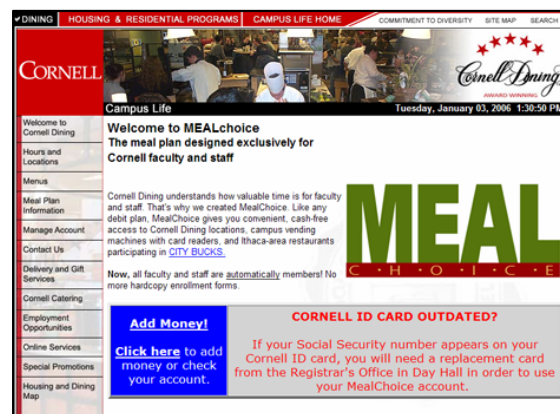 DINING HOUSING & RESIDENTIAL PROGRAMS CAMPUS LIFE HOME COMMITMENT TO DIVERSITY SITE MAP SEARCH
CORNELL
Cornell Dining
AWARD WINNING
Campus Life Tuesday, January 03, 2006 1:30:50 PM
Welcome to
Cornell Dining
Hours and
Locations
Menus
Meal Plan
Information
Manage Account
Contact Us
Delivery and Gift
Services
Cornell Catering
Employment
Opportunities
Online Services
Special Promotions
Housing and Dining
Map
Welcome to MEALchoice
The meal plan designed exclusively for
Cornell faculty and staff
Cornell Dining understands how valuable time is for faculty
and staff. That's why we created MealChoice. Like any
debit plan, MealChoice gives you convenient, cash-free
access to Cornell Dining locations, campus vending
machines with card readers, and Ithaca-area restaurants
participating in CITY BUCKS.
Now, all faculty and staff are automatically members! No
more hardcopy enrollment forms.
MEAL
C·H·O·I·C·E
Add Money!
Click here to add
money or check
your account.
CORNELL ID CARD OUTDATED?
If your Social Security number appears on your
Cornell ID card, you will need a replacement card
from the Registrar's Office in Day Hall in order to use
your MealChoice account.